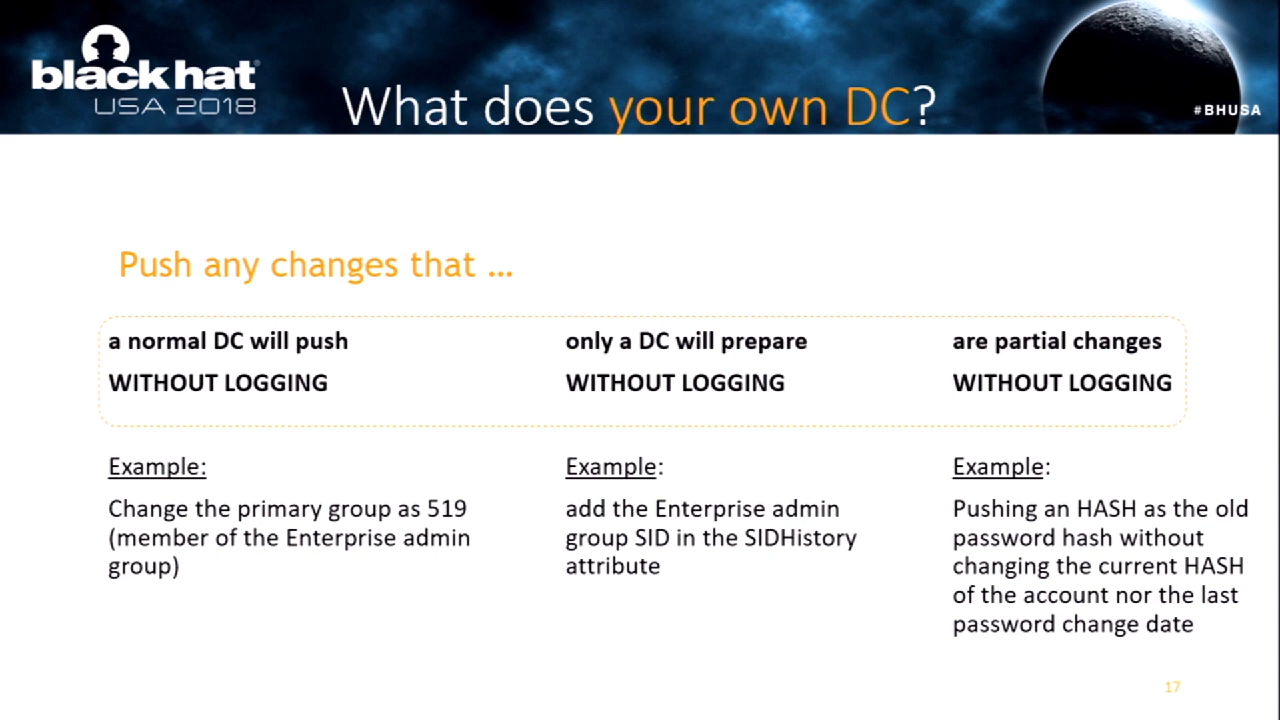 black hat
USA 2018
What does your own DC?
#BHUSA
Push any changes that ...
a normal DC will push
WITHOUT LOGGING
only a DC will prepare
WITHOUT LOGGING
are partial changes
WITHOUT LOGGING
Example:
Change the primary group as 519
(member of the Enterprise admin
group)
Example:
add the Enterprise admin
group SID in the SIDHistory
attribute
Example:
Pushing an HASH as the old
password hash without
changing the current HASH
of the account nor the last
password change date
17